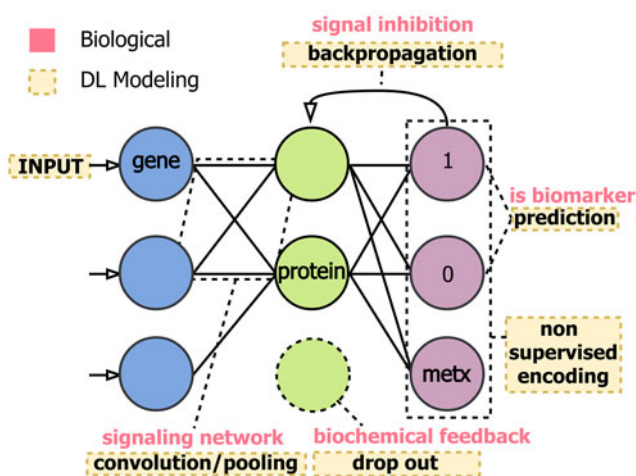 signal inhibition
Biological
backpropagation
DL Modeling
INPUT
gene
1
is biomarker
prediction
protein
0
non
supervised
encoding
metx
signaling network
biochemical feedback
convolution/pooling
drop out